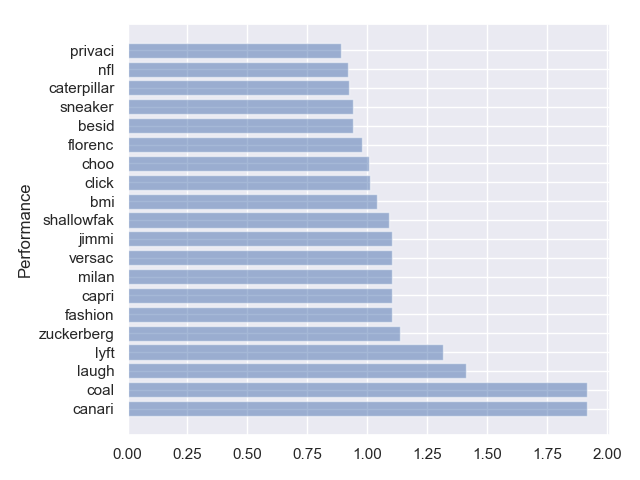 privaci
nfl
caterpillar
sneaker
besid
florenc
choo
click
bmi
shallowfak
jimmi
versac
milan
capri
fashion
zuckerberg
lyft
laugh
coal
canari
Performance
0.00 0.25 0.50 0.75 1.00 1.25 1.50 1.75 2.00